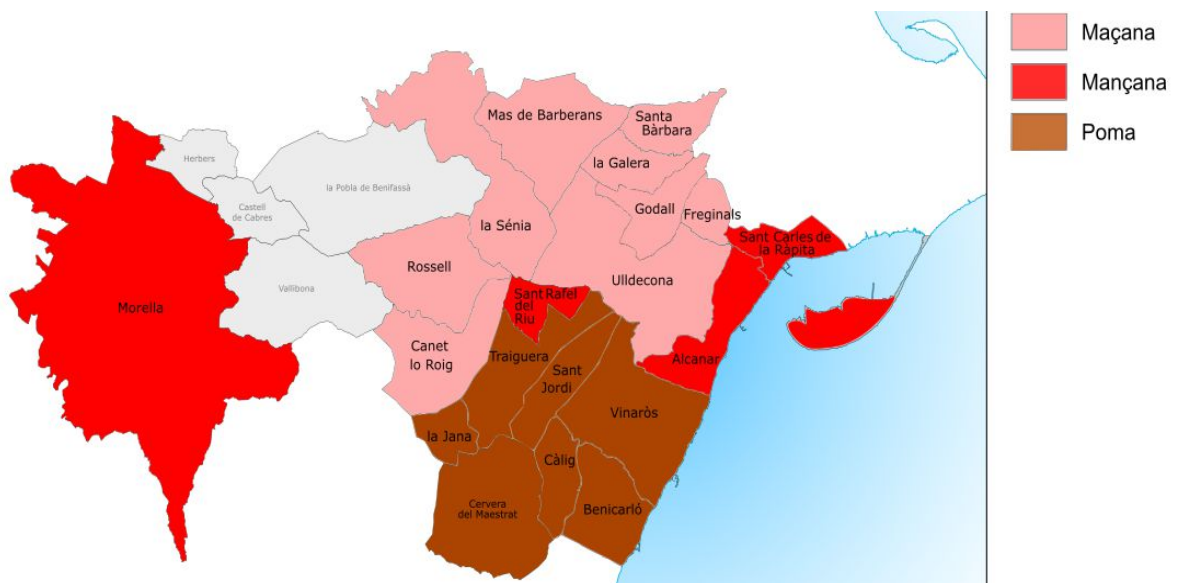 Maçana
Mançana
Poma
Mas de Barberans
Santa
Bàrbara
la Galera
Herbers
la Pobla de Benifassà
Castell
de Cabres
Godall
Freginals
la Sénia
Sant Carles de
la Ràpita
Rossell
Ulldecona
Vallibona
Morella
Sant Rafel
del
Riu
Canet
lo Roig
Traiguera
Alcanar
Sant
Jordi
Vinaròs
la Jana
Càlig
Cervera
del Maestrat
Benicarló